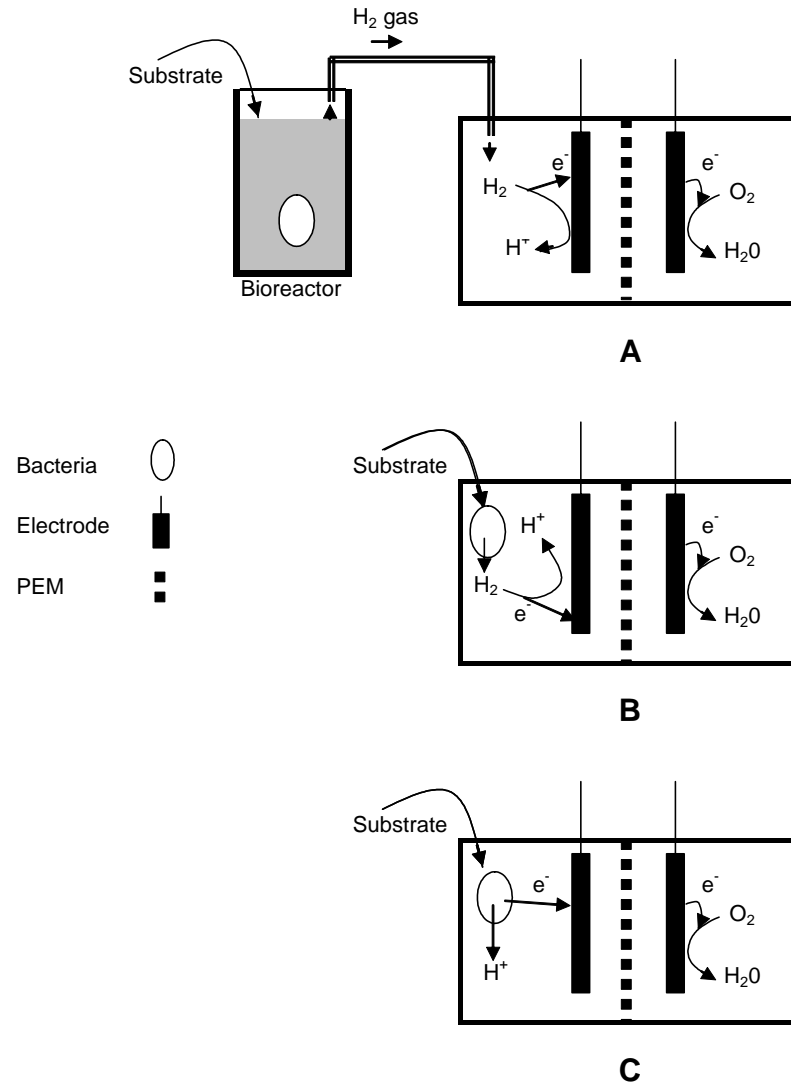 H₂ gas
Substrate
e⁻
e⁻
H₂
O₂
H⁺
H₂0
Bioreactor
A
Substrate
Bacteria
H⁺
e⁻
Electrode
O₂
H₂
e⁻
PEM
H₂0
B
Substrate
e⁻
e⁻
O₂
H⁺
H₂0
C